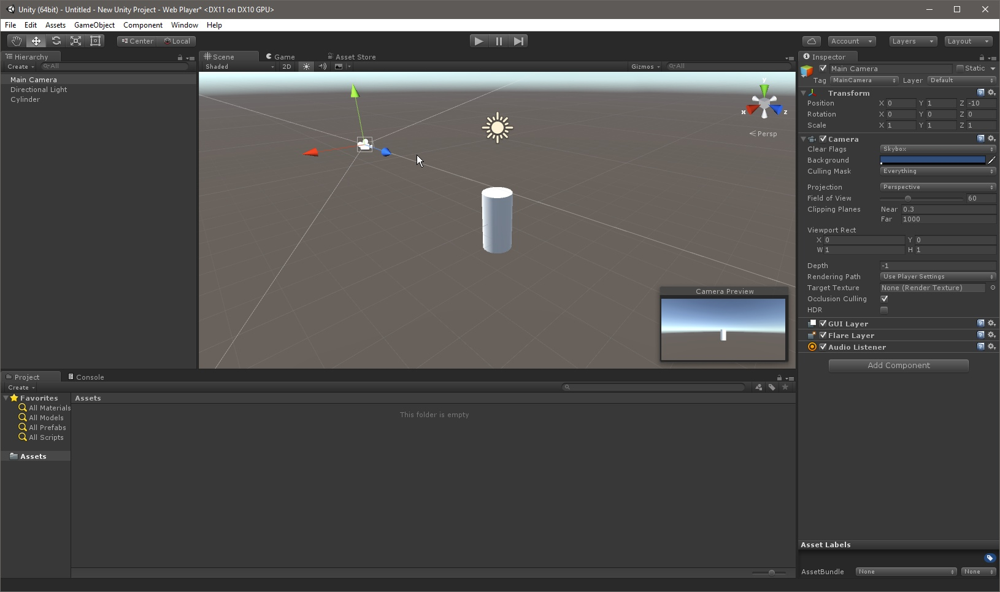 Unity (64bit) - Untitled - New Unity Project - Web Player* <DX11 on DX10 GPU>
File Edit Assets GameObject Component Window Help
Center Local Account Layers Layout
Hierarchy
Create All
Main Camera
Directional Light
Cylinder
Scene Game Asset Store
Shaded 2D Gizmos All
y
x z
Persp
Camera Preview
Inspector
Main Camera Static
Tag MainCamera Layer Default
Transform
Position X 0 Y 1 Z -10
Rotation X 0 Y 0 Z 0
Scale X 1 Y 1 Z 1
Camera
Clear Flags Skybox
Background
Culling Mask Everything
Projection Perspective
Field of View 60
Clipping Planes Near 0.3
Far 1000
Viewport Rect
X 0 Y 0
W 1 H 1
Depth -1
Rendering Path Use Player Settings
Target Texture None (Render Texture)
Occlusion Culling
HDR
GUI Layer
Flare Layer
Audio Listener
Add Component
Asset Labels
AssetBundle None None
Project Console
Create
Favorites
All Materials
All Models
All Prefabs
All Scripts
Assets
Assets
This folder is empty